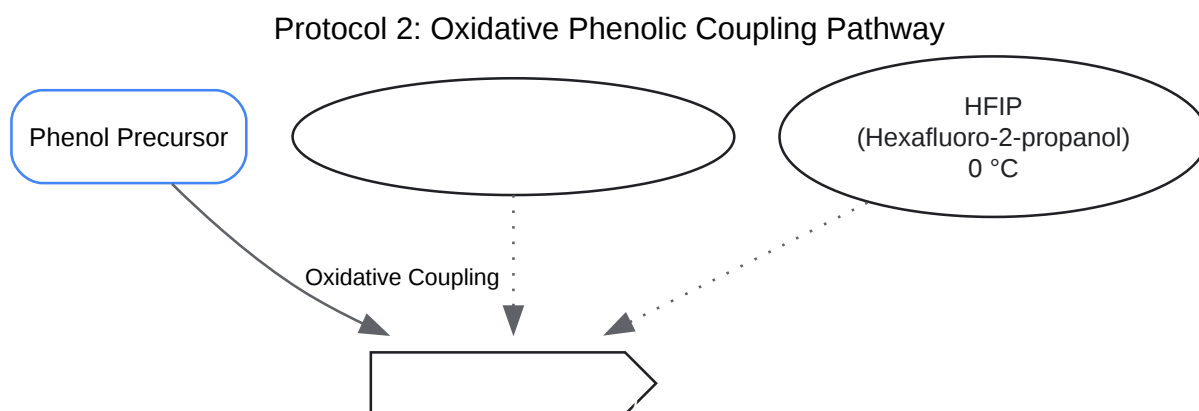 Protocol 2: Oxidative Phenolic Coupling Pathway
Phenol Precursor
HFIP
(Hexafluoro-2-propanol)
0 °C
Oxidative Coupling